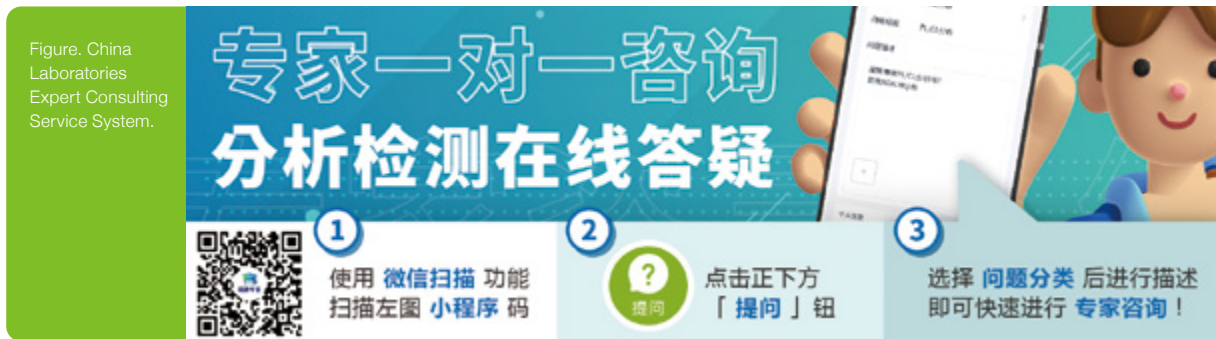 Figure. China
Laboratories
Expert Consulting
Service System.
专家一对一咨询
分析检测在线答疑
1
使用 微信扫描 功能
扫描左图 小程序 码
2
提问
点击正下方
「 提问 」钮
3
选择 问题分类 后进行描述
即可快速进行 专家咨询！